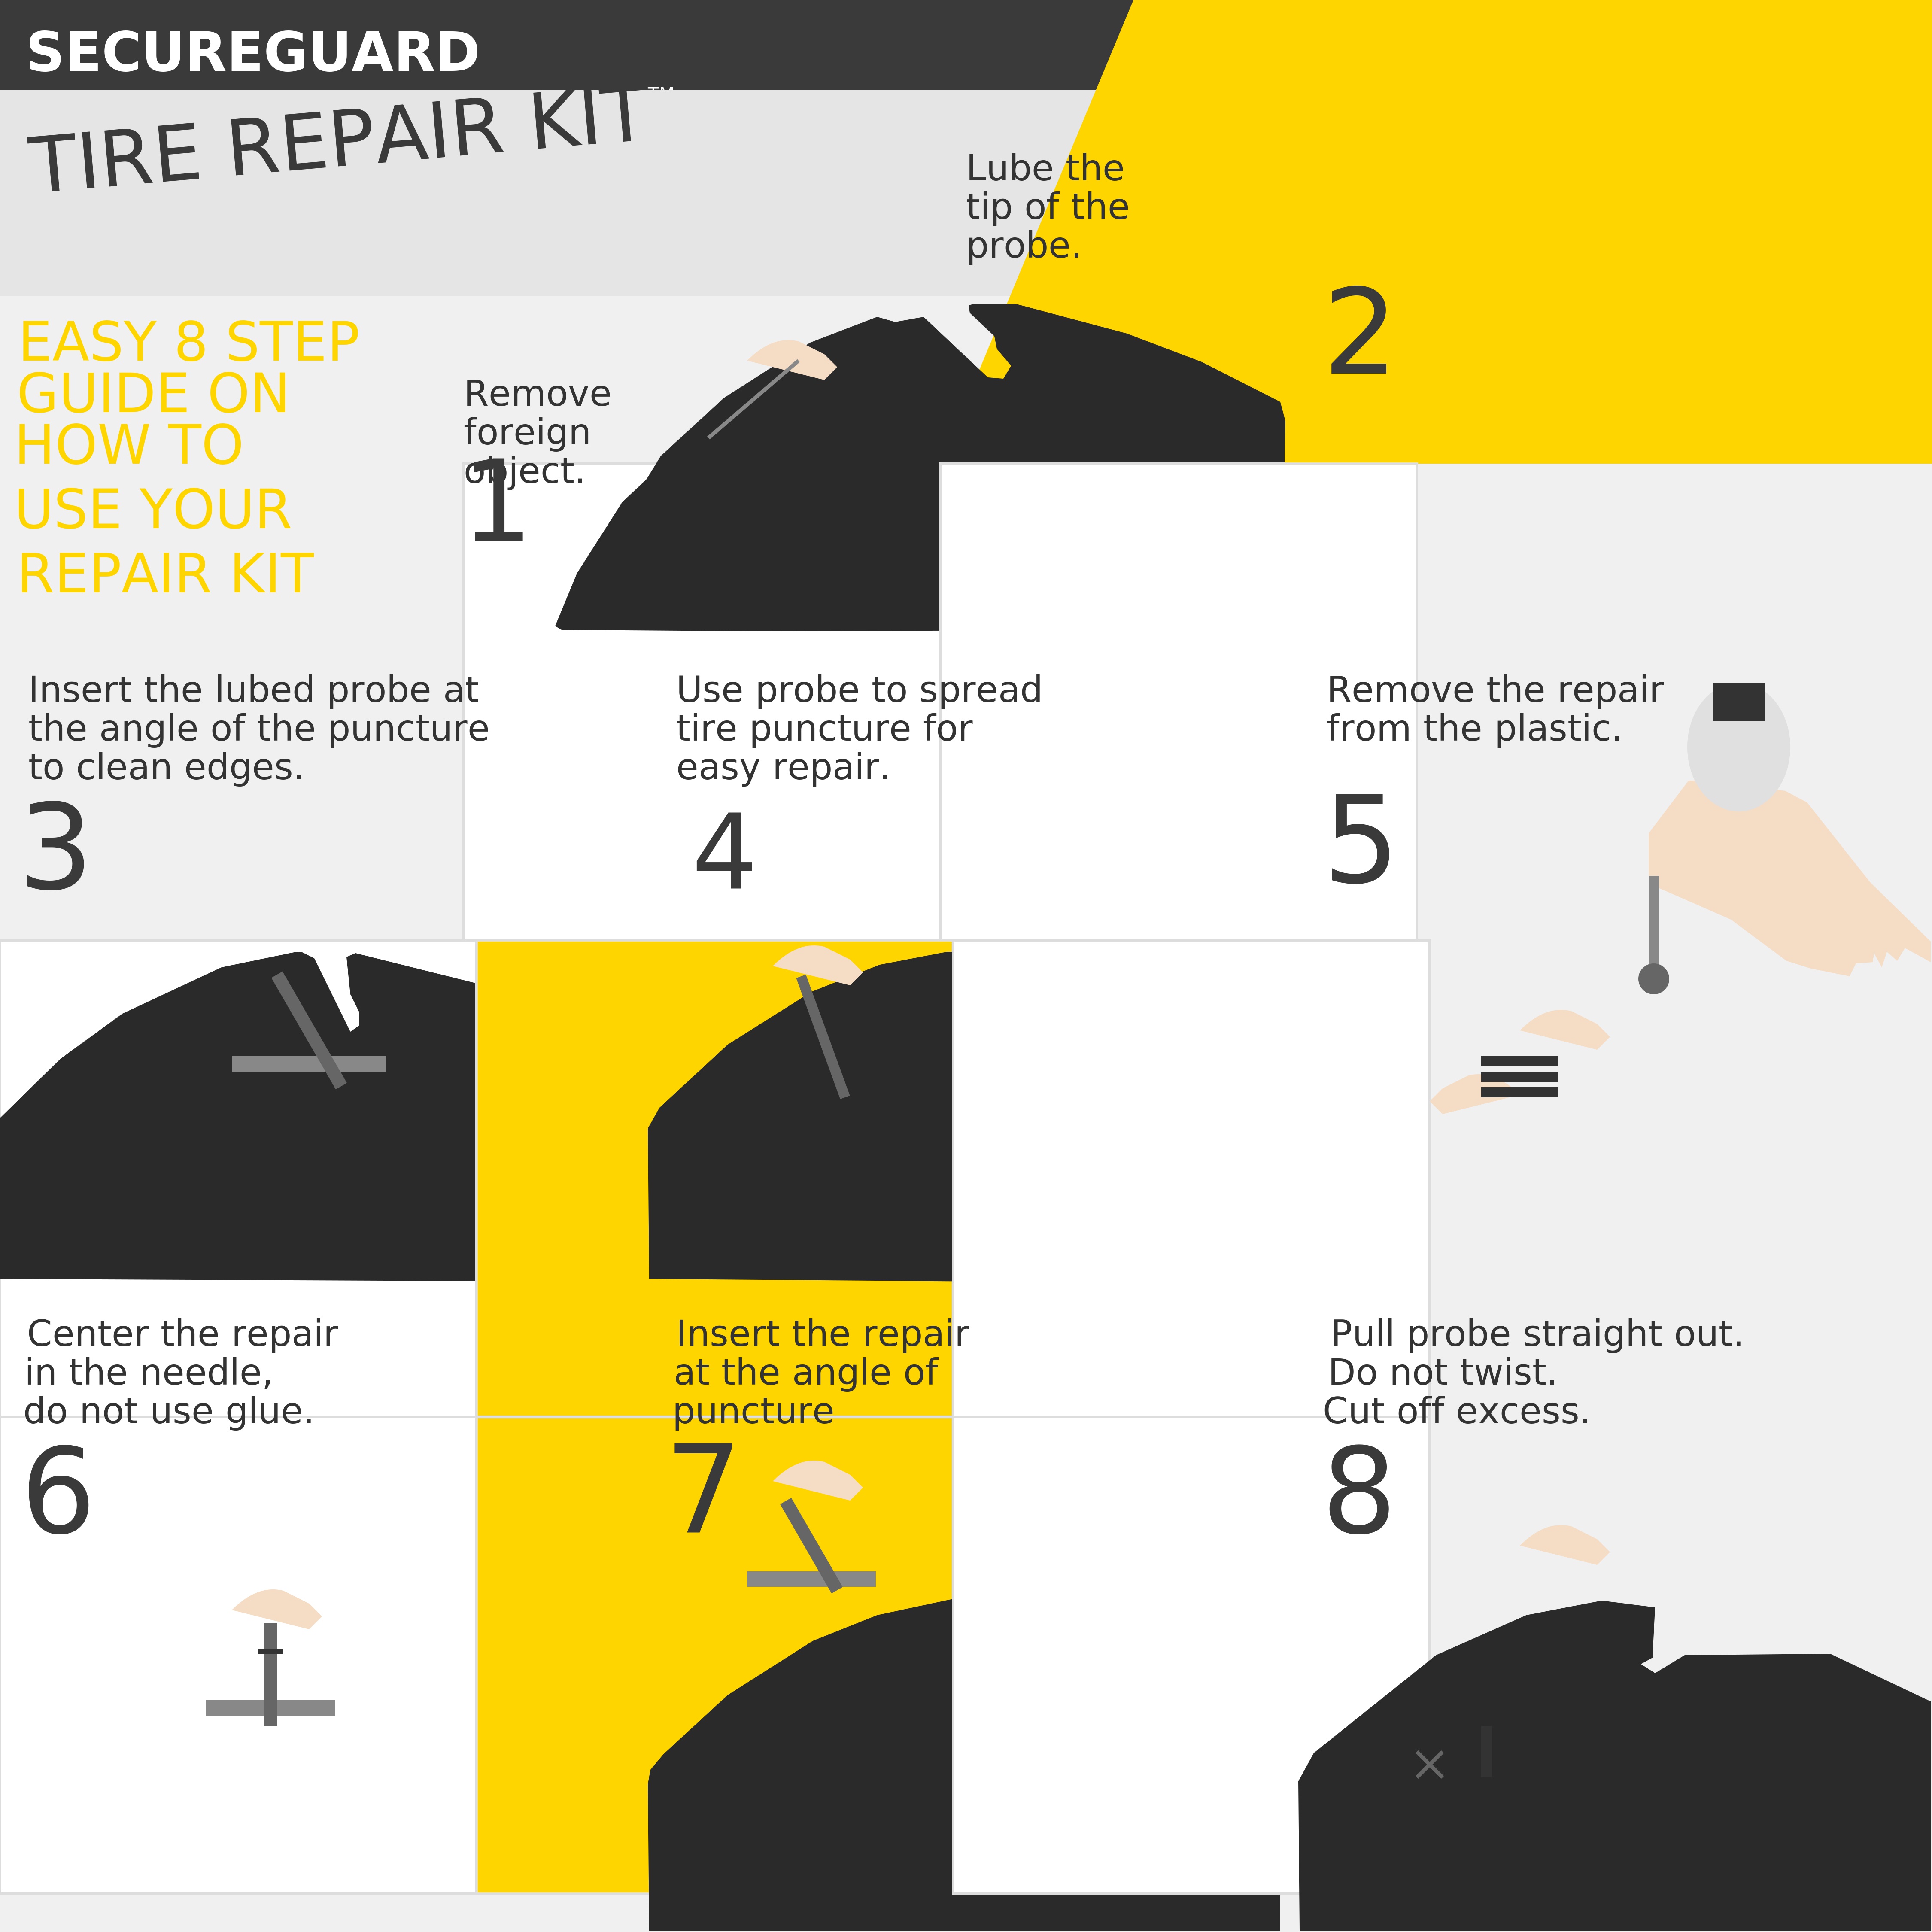 SECUREGUARD
TIRE REPAIR KIT™
EASY 8 STEP
GUIDE ON
HOW TO
USE YOUR
REPAIR KIT
Remove
foreign
object.
1
Lube the
tip of the
probe.
2
Insert the lubed probe at
the angle of the puncture
to clean edges.
3
Use probe to spread
tire puncture for
easy repair.
4
Remove the repair
from the plastic.
5
Center the repair
in the needle,
do not use glue.
6
Insert the repair
at the angle of
puncture
7
Pull probe straight out.
Do not twist.
Cut off excess.
8